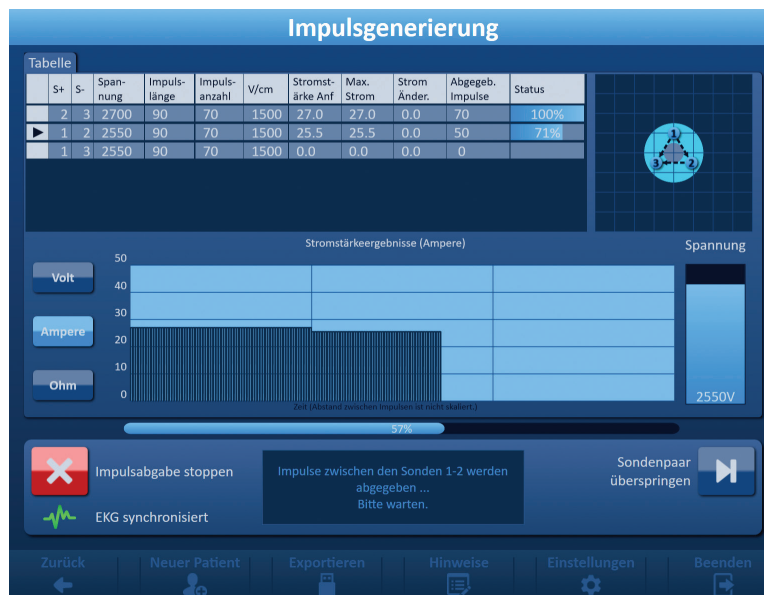 Impulsgenerierung
Tabelle
S+ S- Span-
nung Impuls-
länge Impuls-
anzahl V/cm Stromst-
ärke Anf Max.
Strom Strom
Änder. Abgegeb.
Impulse Status
2 3 2700 90 70 1500 27.0 27.0 0.0 70 100%
1 2 2550 90 70 1500 25.5 25.5 0.0 50 71%
1 3 2550 90 70 1500 0.0 0.0 0
1
3 2
Stromstärkeergebnisse (Ampere)
Spannung
Volt
Ampere
Ohm
50
40
30
20
10
0
Zeit (Abstand zwischen Impulsen ist nicht skaliert.)
2550V
57%
Impulsabgabe stoppen
EKG synchronisiert
Impulse zwischen den Sonden 1-2 werden
abgegeben ...
Bitte warten.
Sondenpaar
überspringen
Zurück Neuer Patient Exportieren Hinweise Einstellungen Beenden